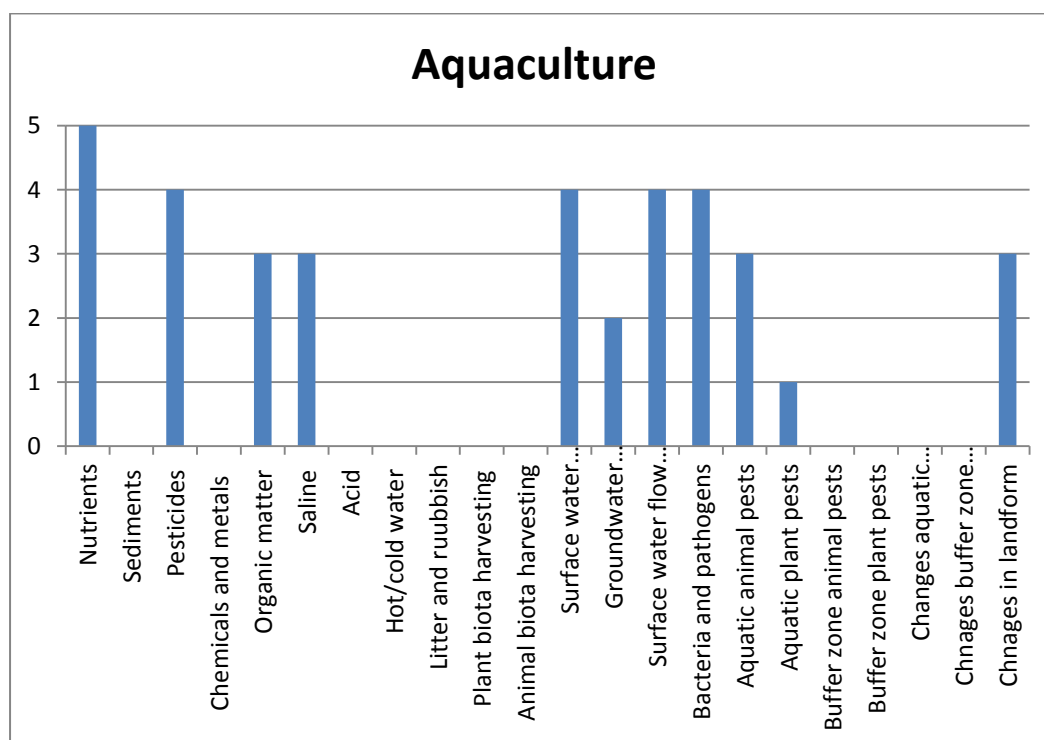 Aquaculture
5
4
3
2
1
0
Nutrients
Sediments
Pesticides
Chemicals and metals
Organic matter
Saline
Acid
Hot/cold water
Litter and rubbish
Plant biota harvesting
Animal biota harvesting
Surface water...
Groundwater...
Surface water flow...
Bacteria and pathogens
Aquatic animal pests
Aquatic plant pests
Buffer zone animal pests
Buffer zone plant pests
Changes aquatic...
Chnages buffer zone...
Chnages in landform